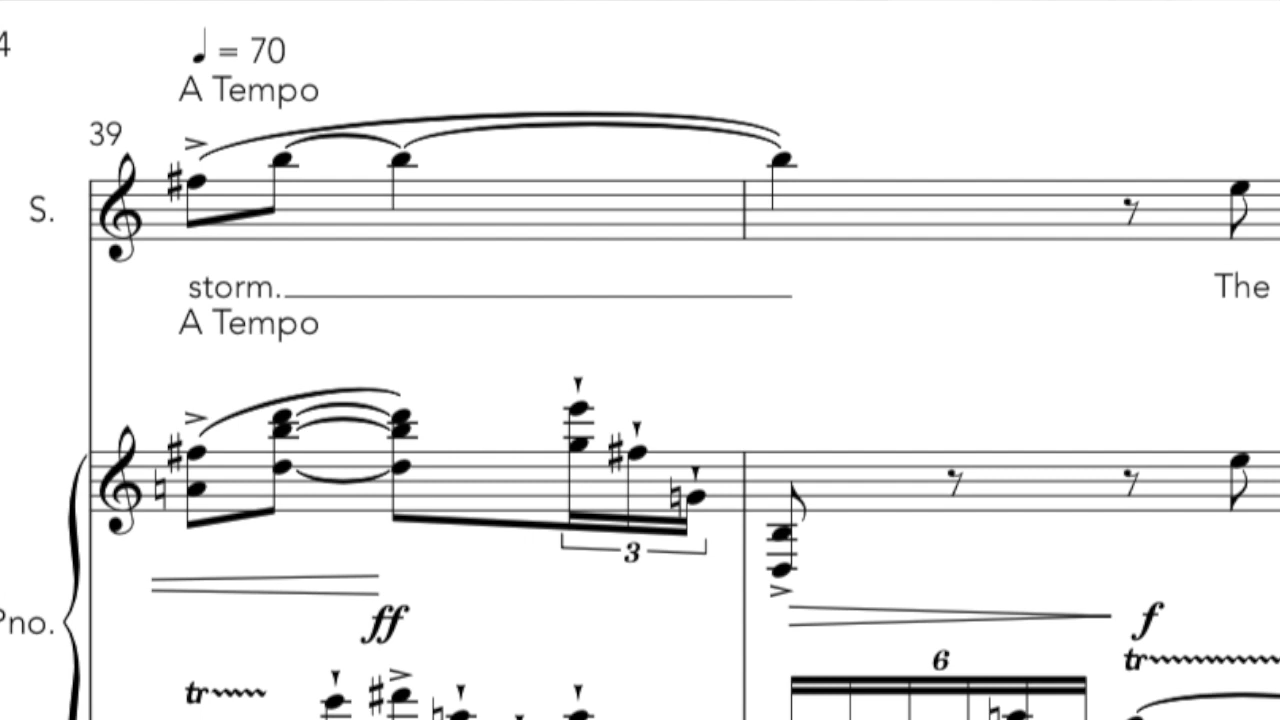 4
♩ = 70
A Tempo
39
S.
storm.
The
A Tempo
3
ff
f
Pno.
6
tr
tr